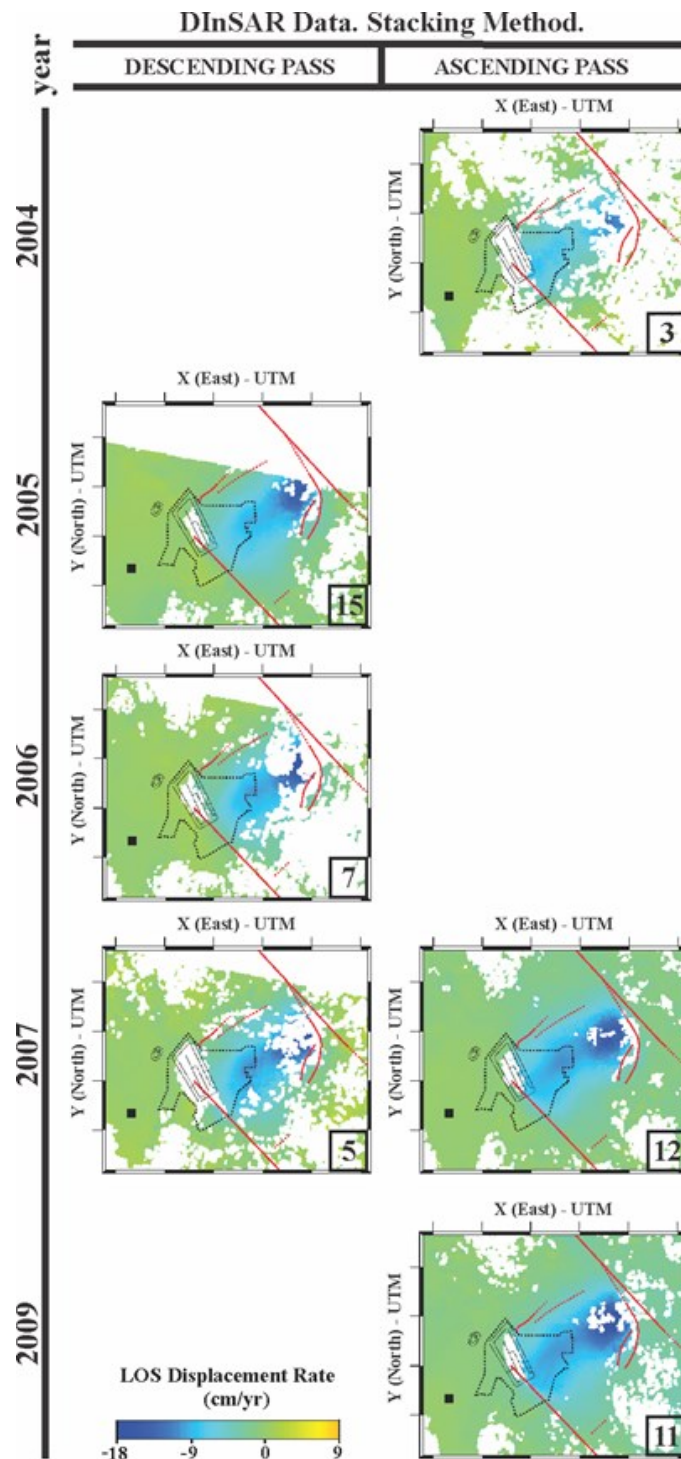 DInSAR Data. Stacking Method.
year
DESCENDING PASS
ASCENDING PASS
2004
X (East) - UTM
Y (North) - UTM
3
2005
X (East) - UTM
Y (North) - UTM
15
2006
X (East) - UTM
Y (North) - UTM
7
2007
X (East) - UTM
Y (North) - UTM
5
X (East) - UTM
Y (North) - UTM
12
2009
X (East) - UTM
Y (North) - UTM
11
LOS Displacement Rate
(cm/yr)
-18 -9 0 9